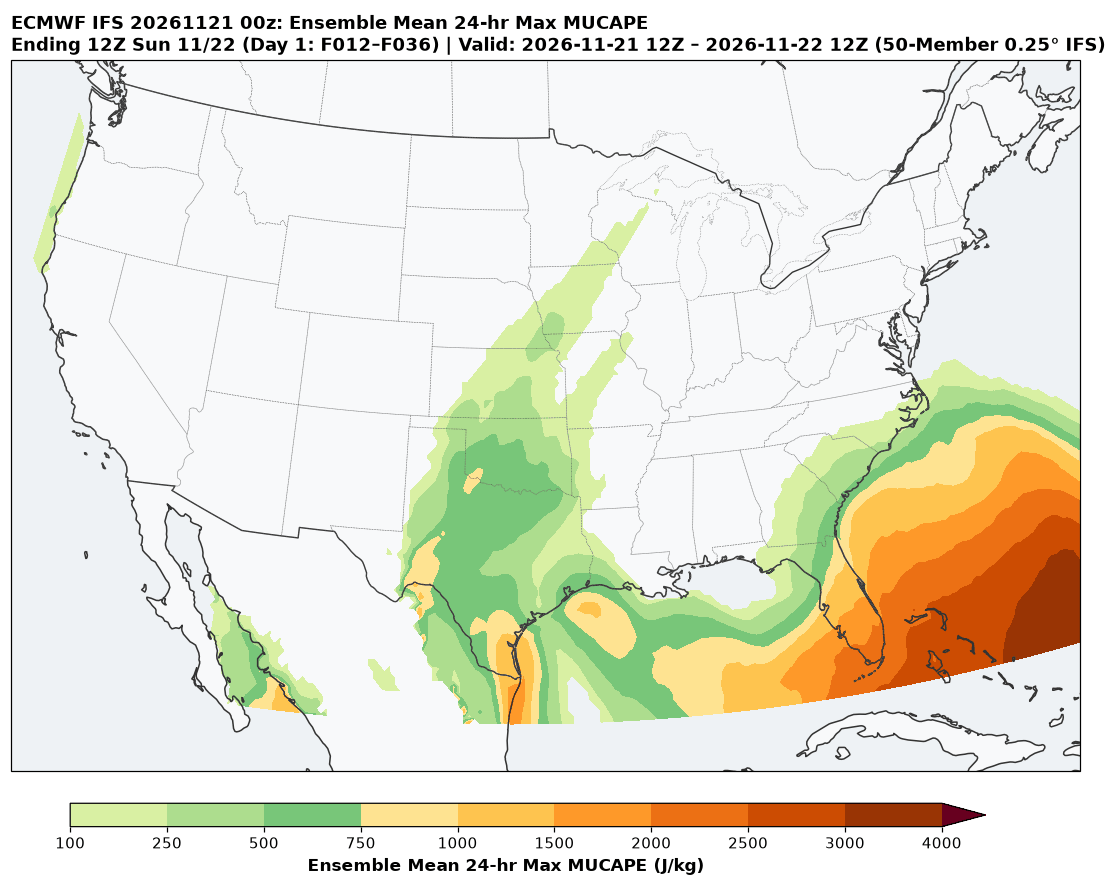 ECMWF IFS 20261121 00z: Ensemble Mean 24-hr Max MUCAPE
Ending 12Z Sun 11/22 (Day 1: F012–F036) | Valid: 2026-11-21 12Z – 2026-11-22 12Z (50-Member 0.25° IFS)
100 250 500 750 1000 1500 2000 2500 3000 4000
Ensemble Mean 24-hr Max MUCAPE (J/kg)